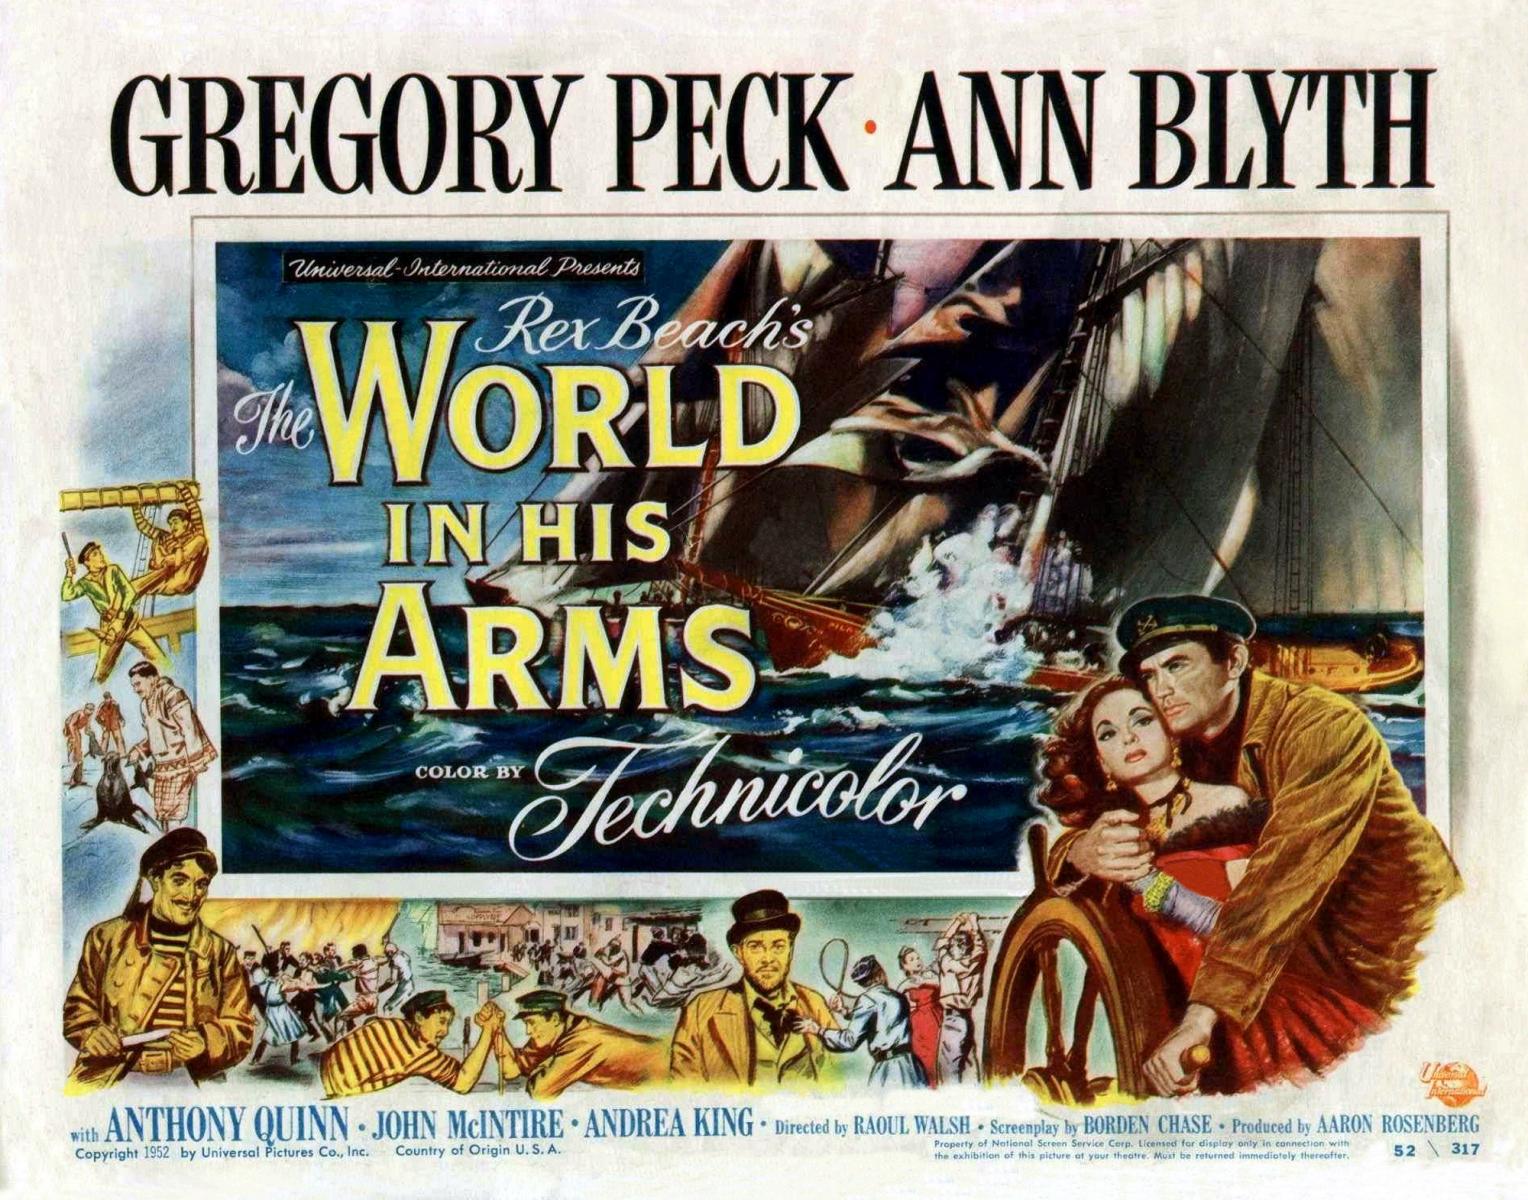 GREGORY PECK · ANN BLYTH
Universal-International Presents
Rex Beach's
The WORLD
IN HIS
ARMS
COLOR BY Technicolor
Universal International
with ANTHONY QUINN · JOHN McINTIRE · ANDREA KING · Directed by RAOUL WALSH · Screenplay by BORDEN CHASE · Produced by AARON ROSENBERG
Copyright 1952 by Universal Pictures Co., Inc. Country of Origin U. S. A.
Property of National Screen Service Corp. Licensed for display only in connection with
the exhibition of this picture at your theatre. Must be returned immediately thereafter.
52 \ 317